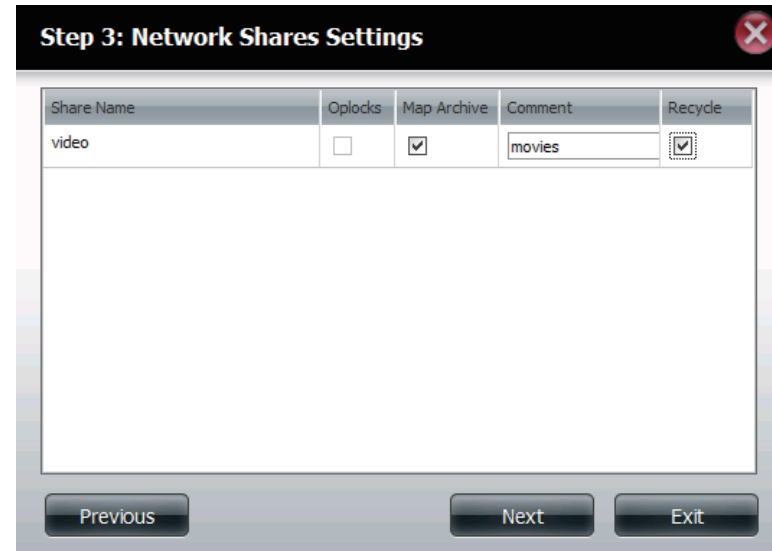 Step 3: Network Shares Settings
Share Name Oplocks Map Archive Comment Recycle
video movies
Previous Next Exit